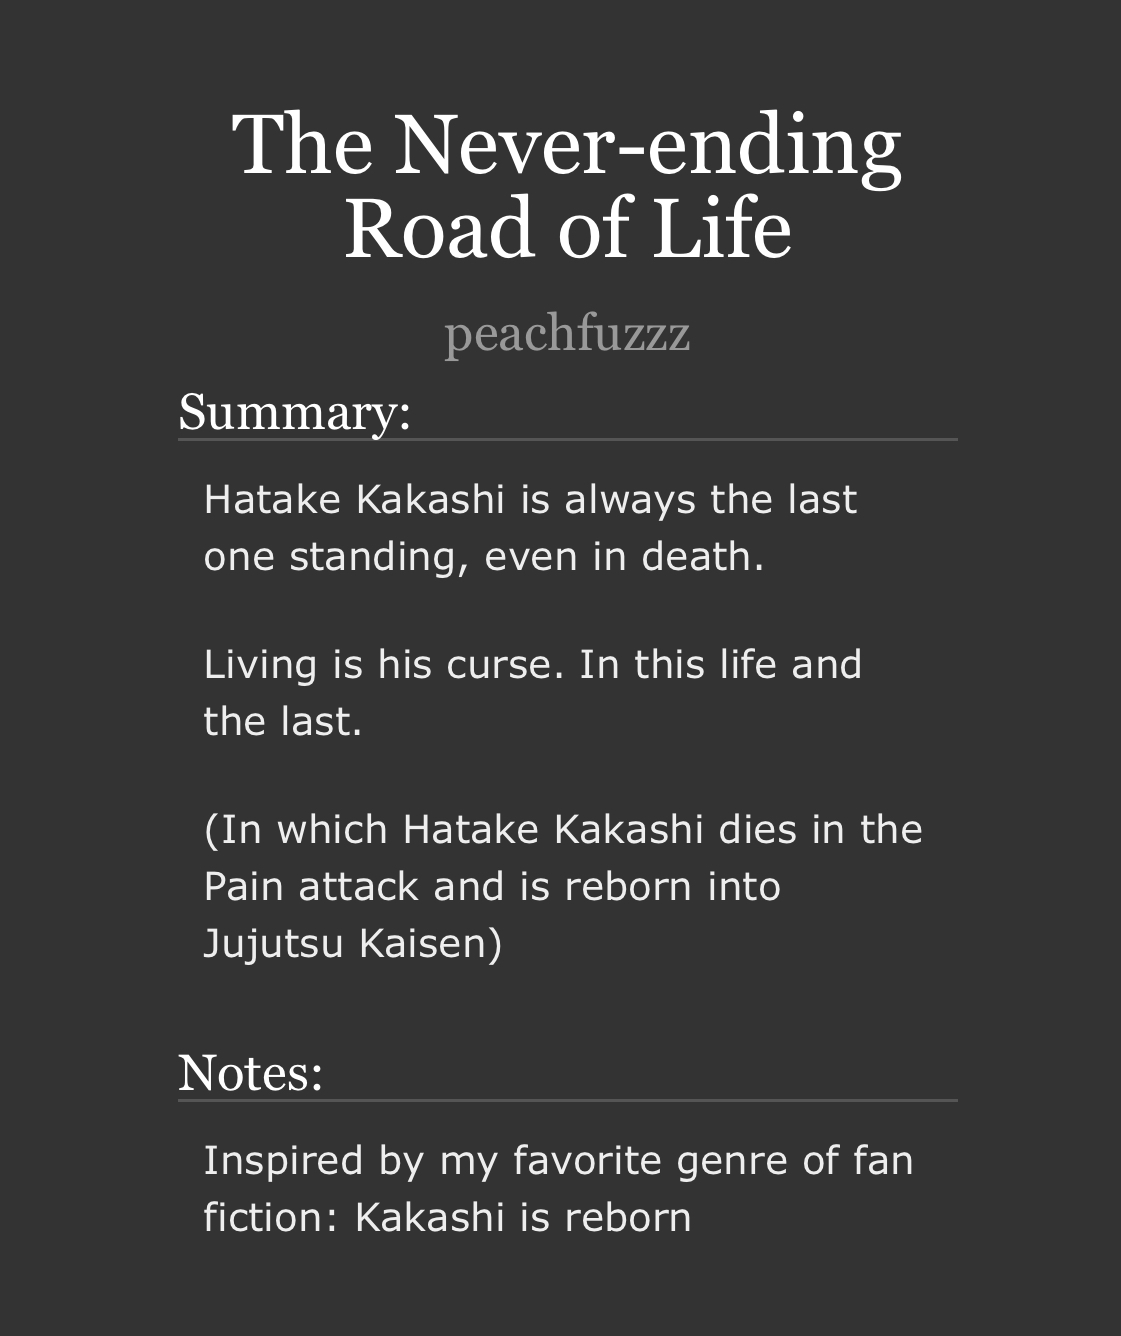 The Never-ending
Road of Life
peachfuzzz
Summary:
Hatake Kakashi is always the last
one standing, even in death.
Living is his curse. In this life and
the last.
(In which Hatake Kakashi dies in the
Pain attack and is reborn into
Jujutsu Kaisen)
Notes:
Inspired by my favorite genre of fan
fiction: Kakashi is reborn